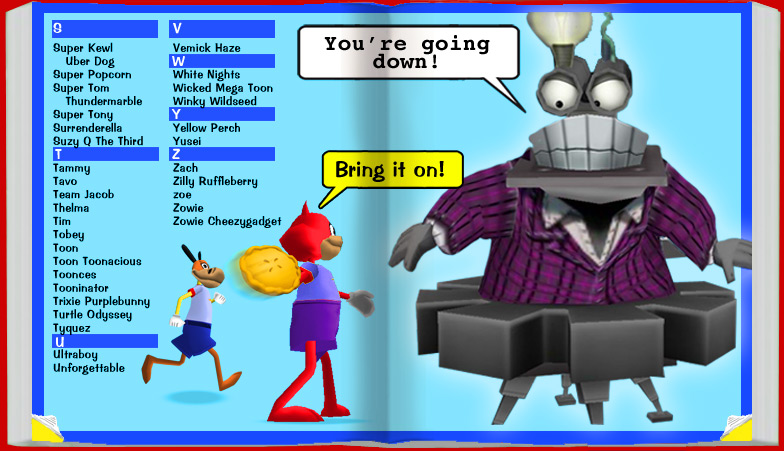 S
Super Kewl
Uber Dog
Super Popcorn
Super Tom
Thundermarble
Super Tony
Surrenderella
Suzy Q The Third
T
Tammy
Tavo
Team Jacob
Thelma
Tim
Tobey
Toon
Toon Toonacious
Toonces
Tooninator
Trixie Purplebunny
Turtle Odyssey
Tyquez
U
Ultraboy
Unforgettable
V
Vemick Haze
W
White Nights
Wicked Mega Toon
Winky Wildseed
Y
Yellow Perch
Yusei
Z
Zach
Zilly Ruffleberry
zoe
Zowie
Zowie Cheezygadget
You're going
down!
Bring it on!